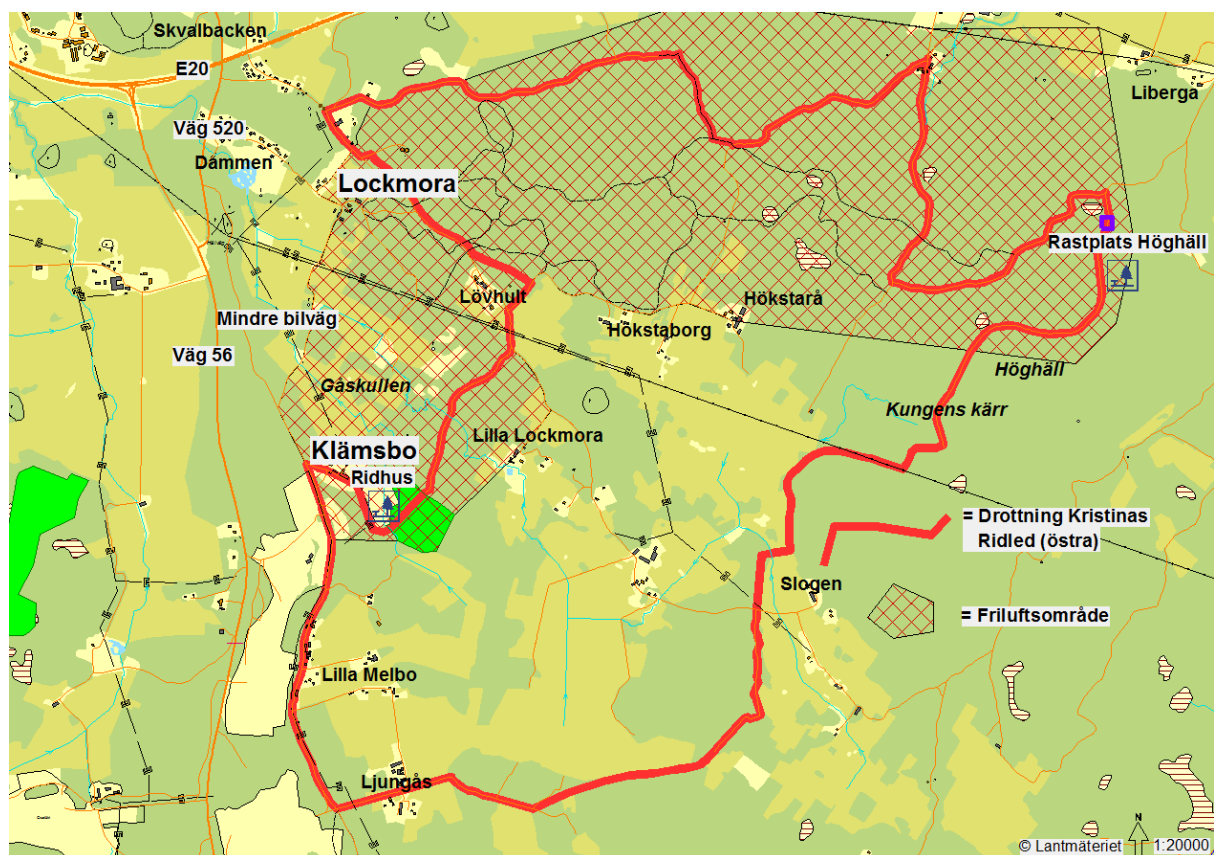 Skvalbacken
E20
Liberga
Väg 520
Dammen
Lockmora
Rastplats Höghäll
Lövhult
Hökstarå
Mindre bilväg
Hökstaborg
Väg 56
Höghäll
Gåskullen
Kungens kärr
Lilla Lockmora
Klämsbo
Ridhus
= Drottning Kristinas
Ridled (östra)
Slogen
= Friluftsområde
Lilla Melbo
Ljungås
N
© Lantmäteriet 1:20000